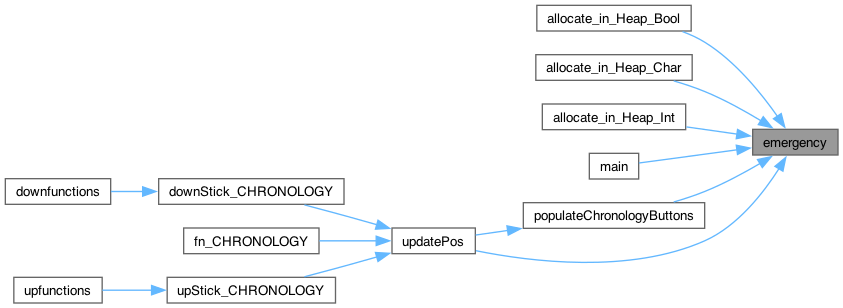 allocate_in_Heap_Bool
allocate_in_Heap_Char
allocate_in_Heap_Int
emergency
main
downfunctions
downStick_CHRONOLOGY
populateChronologyButtons
fn_CHRONOLOGY
updatePos
upfunctions
upStick_CHRONOLOGY